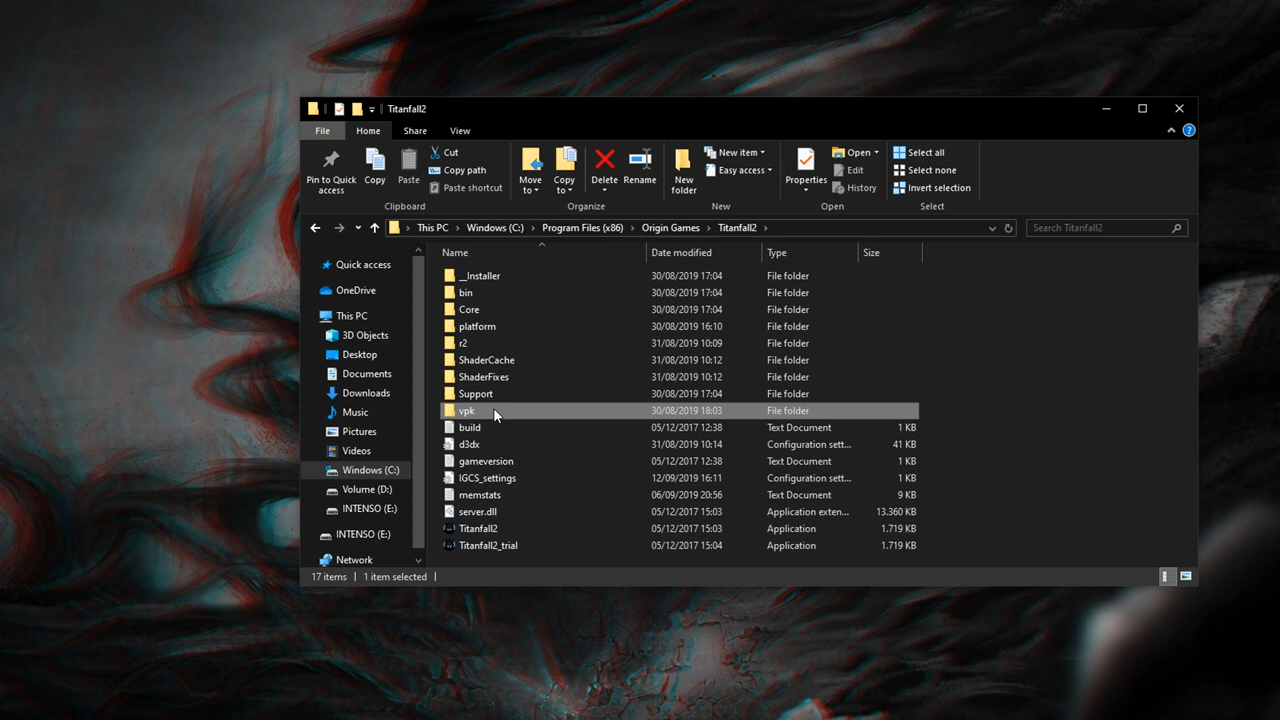 Titanfall2
File Home Share View
Pin to Quick access
Copy
Paste
Cut
Copy path
Paste shortcut
Clipboard
Move to
Copy to
Delete
Rename
Organize
New folder
New item
Easy access
New
Properties
Open
Edit
History
Open
Select all
Select none
Invert selection
Select
This PC Windows (C:) Program Files (x86) Origin Games Titanfall2
Search Titanfall2
Quick access
OneDrive
This PC
3D Objects
Desktop
Documents
Downloads
Music
Pictures
Videos
Windows (C:)
Volume (D:)
INTENSO (E:)
INTENSO (E:)
Network
Name Date modified Type Size
__Installer 30/08/2019 17:04 File folder
bin 30/08/2019 17:04 File folder
Core 30/08/2019 17:04 File folder
platform 30/08/2019 16:10 File folder
r2 31/08/2019 10:09 File folder
ShaderCache 31/08/2019 10:12 File folder
ShaderFixes 31/08/2019 10:12 File folder
Support 30/08/2019 17:04 File folder
vpk 30/08/2019 18:03 File folder
build 05/12/2017 12:38 Text Document 1 KB
d3dx 31/08/2019 10:14 Configuration sett... 41 KB
gameversion 05/12/2017 12:38 Text Document 1 KB
IGCS_settings 12/09/2019 16:11 Configuration sett... 1 KB
memstats 06/09/2019 20:56 Text Document 9 KB
server.dll 05/12/2017 15:03 Application exten... 13.360 KB
Titanfall2 05/12/2017 15:03 Application 1.719 KB
Titanfall2_trial 05/12/2017 15:04 Application 1.719 KB
17 items 1 item selected